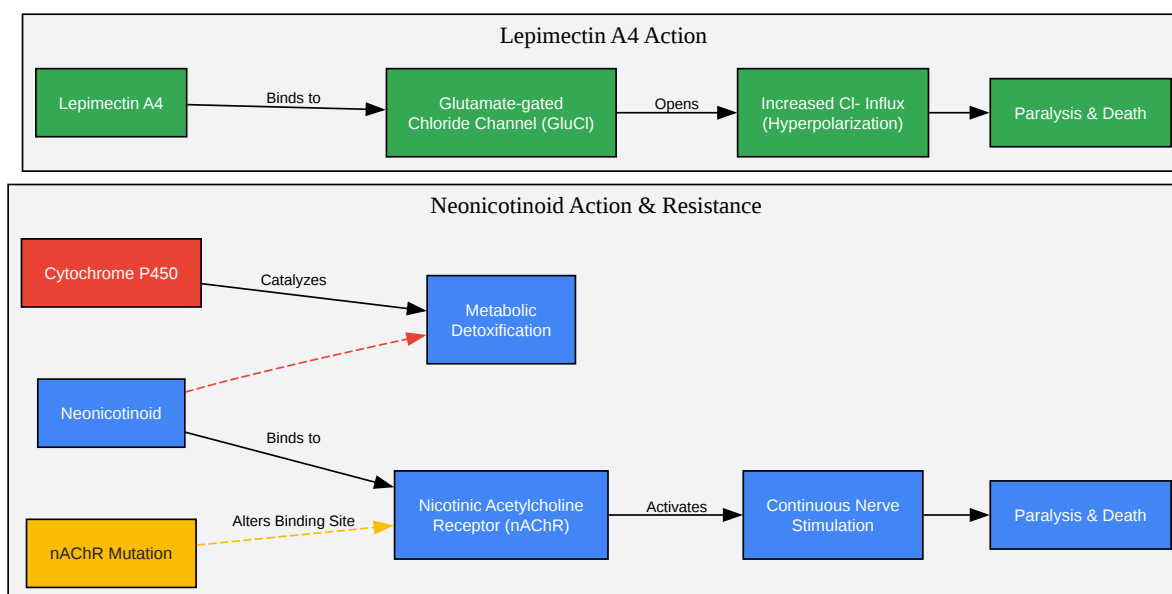 Lepimectin A4 Action
Lepimectin A4
Binds to
Glutamate-gated
Chloride Channel (GluCl)
Opens
Increased Cl- Influx
(Hyperpolarization)
Paralysis & Death
Neonicotinoid Action & Resistance
Cytochrome P450
Catalyzes
Metabolic
Detoxification
Neonicotinoid
Binds to
nAChR Mutation
Alters Binding Site
Nicotinic Acetylcholine
Receptor (nAChR)
Activates
Continuous Nerve
Stimulation
Paralysis & Death